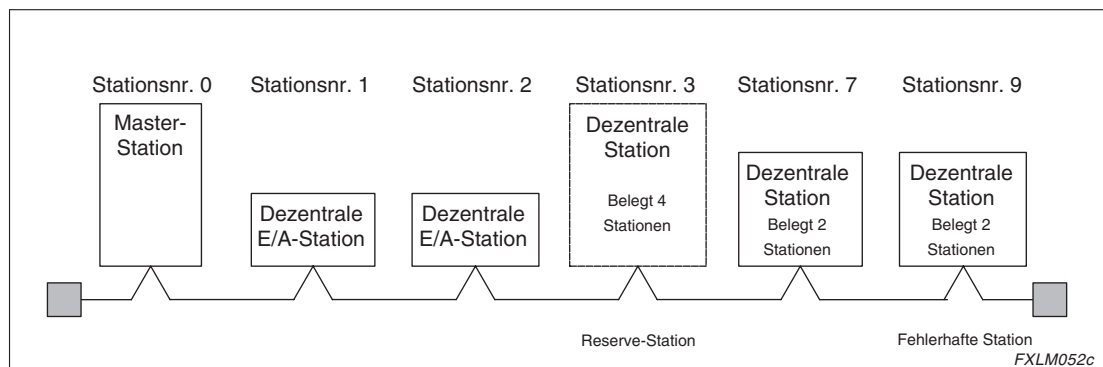 Stationsnr. 0
Stationsnr. 1
Stationsnr. 2
Stationsnr. 3
Stationsnr. 7
Stationsnr. 9
Master-
Station
Dezentrale
E/A-Station
Dezentrale
E/A-Station
Dezentrale
Station
Belegt 4
Stationen
Dezentrale
Station
Belegt 2
Stationen
Dezentrale
Station
Belegt 2
Stationen
Reserve-Station
Fehlerhafte Station
FXLM052c